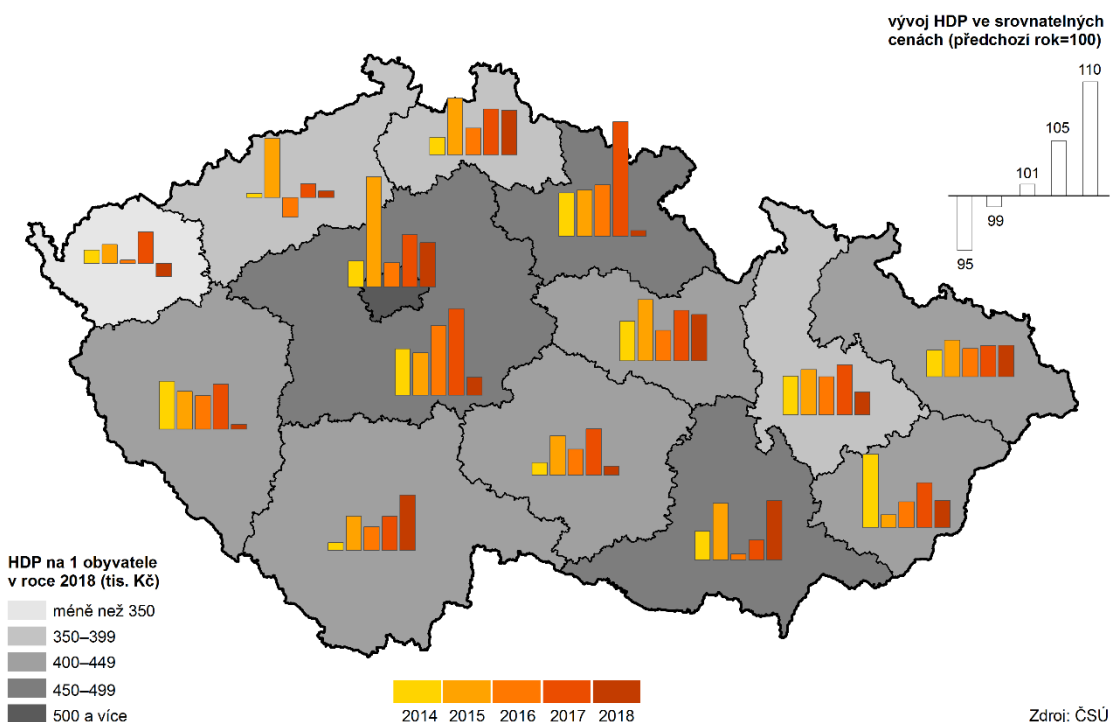 vývoj HDP ve srovnatelných
cenách (předchozí rok=100)
110
105
101
99
95
HDP na 1 obyvatele
v roce 2018 (tis. Kč)
méně než 350
350–399
400–449
450–499
500 a více
2014 2015 2016 2017 2018
Zdroj: ČSÚ